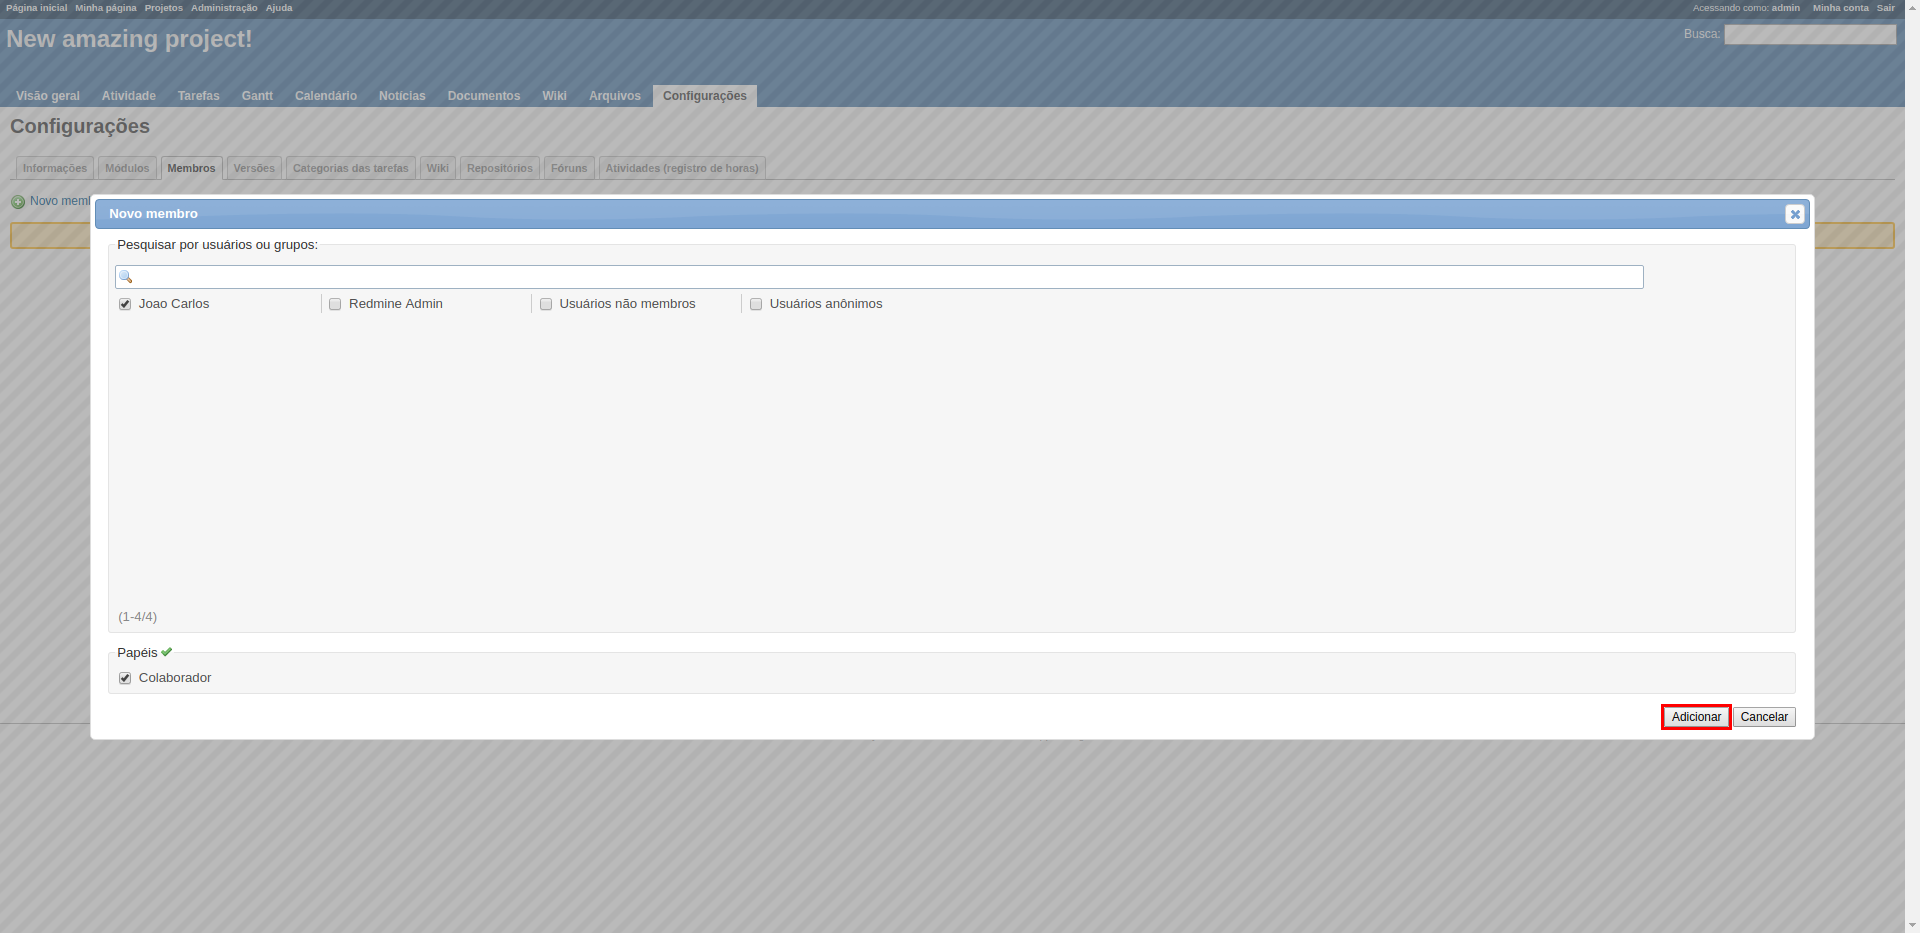 Página inicial Minha página Projetos Administração Ajuda Acessando como: admin Minha conta Sair
New amazing project! Busca:
Visão geral Atividade Tarefas Gantt Calendário Notícias Documentos Wiki Arquivos Configurações
Configurações
Informações Módulos Membros Versões Categorias das tarefas Wiki Repositórios Fóruns Atividades (registro de horas)
Novo
Novo membro
Pesquisar por usuários ou grupos:
Joao Carlos Redmine Admin Usuários não membros Usuários anônimos
(1-4/4)
Papéis
Colaborador
Adicionar Cancelar